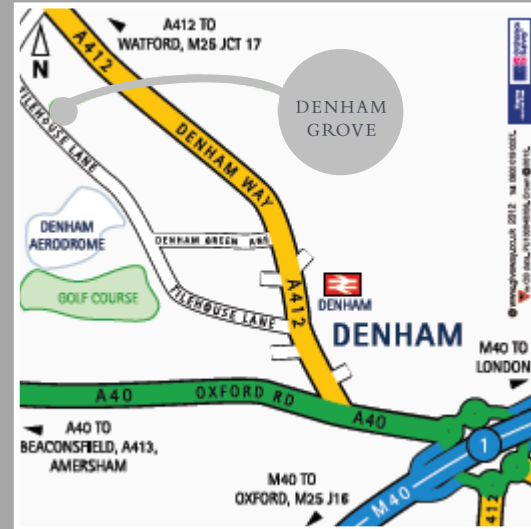 A412 TO
WATFORD, M25 JCT 17
N
A412
DENHAM
GROVE
TILEHOUSE LANE
DENHAM WAY
DENHAM
AERODROME
DENHAM GREEN
GOLF COURSE
TILEHOUSE LANE
A412
DENHAM
DENHAM
M40 TO
LONDON
A40
OXFORD RD
A40
A40 TO
BEACONSFIELD, A413,
AMERSHAM
1
M40 TO
OXFORD, M25 J16
M40
412